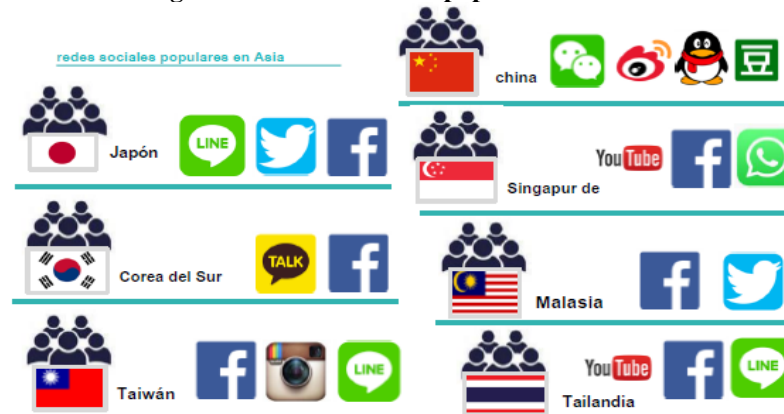 redes sociales populares en Asia
china
豆
Japón
LINE
YouTube
Singapur de
Corea del Sur
TALK
Malasia
Taiwán
LINE
YouTube
Tailandia
LINE